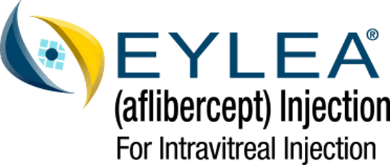 EYLEA®
(aflibercept) Injection
For Intravitreal Injection